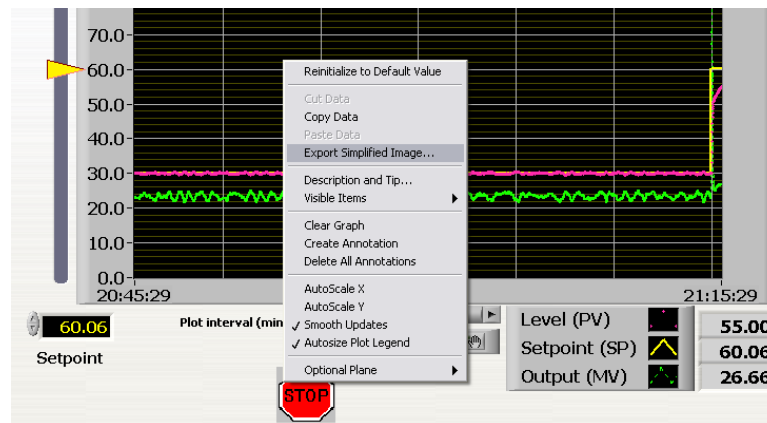 70.0
60.0
50.0
40.0
30.0
20.0
10.0
0.0
20:45:29
21:15:29
Reinitialize to Default Value
Cut Data
Copy Data
Paste Data
Export Simplified Image...
Description and Tip...
Visible Items
Clear Graph
Create Annotation
Delete All Annotations
AutoScale X
AutoScale Y
Smooth Updates
Autosize Plot Legend
Optional Plane
60.06
Setpoint
Plot interval (min
STOP
Level (PV) 55.00
Setpoint (SP) 60.06
Output (MV) 26.66